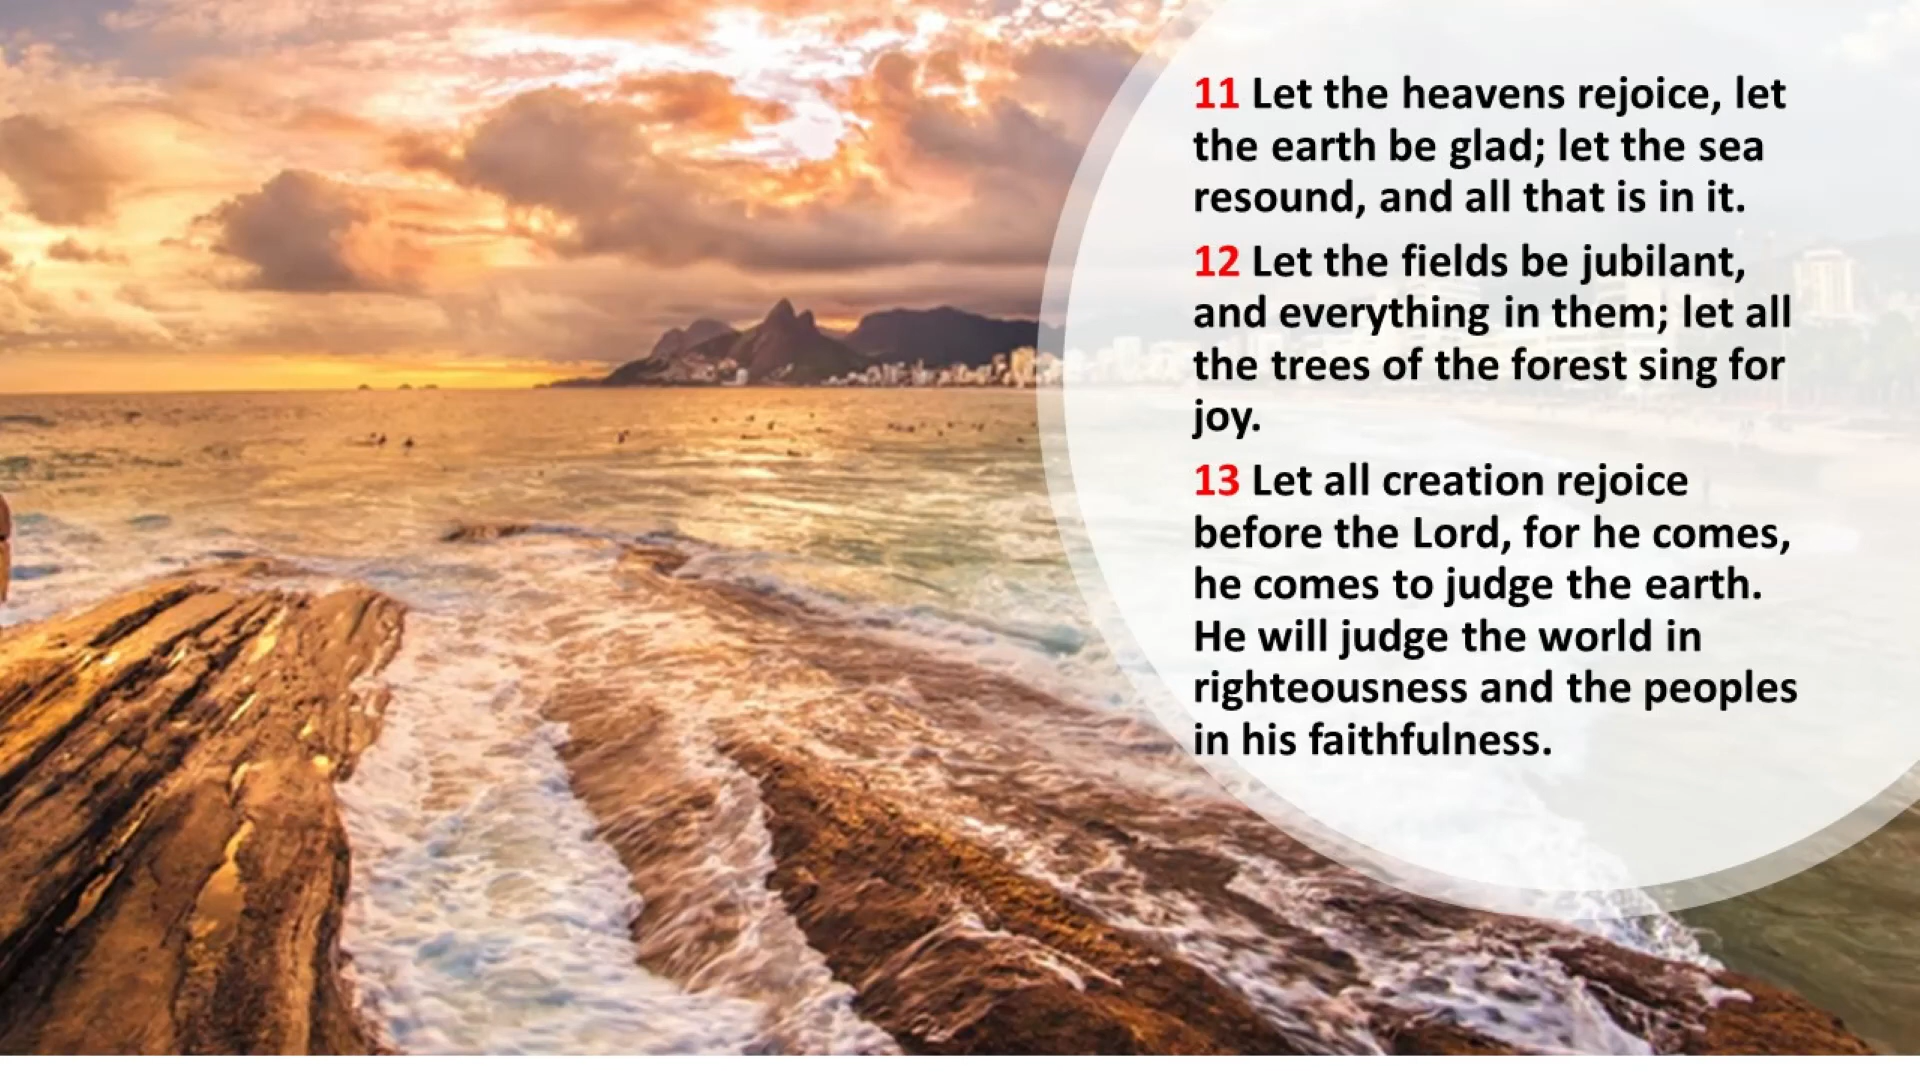 11 Let the heavens rejoice, let
the earth be glad; let the sea
resound, and all that is in it.
12 Let the fields be jubilant,
and everything in them; let all
the trees of the forest sing for
joy.
13 Let all creation rejoice
before the Lord, for he comes,
he comes to judge the earth.
He will judge the world in
righteousness and the peoples
in his faithfulness.